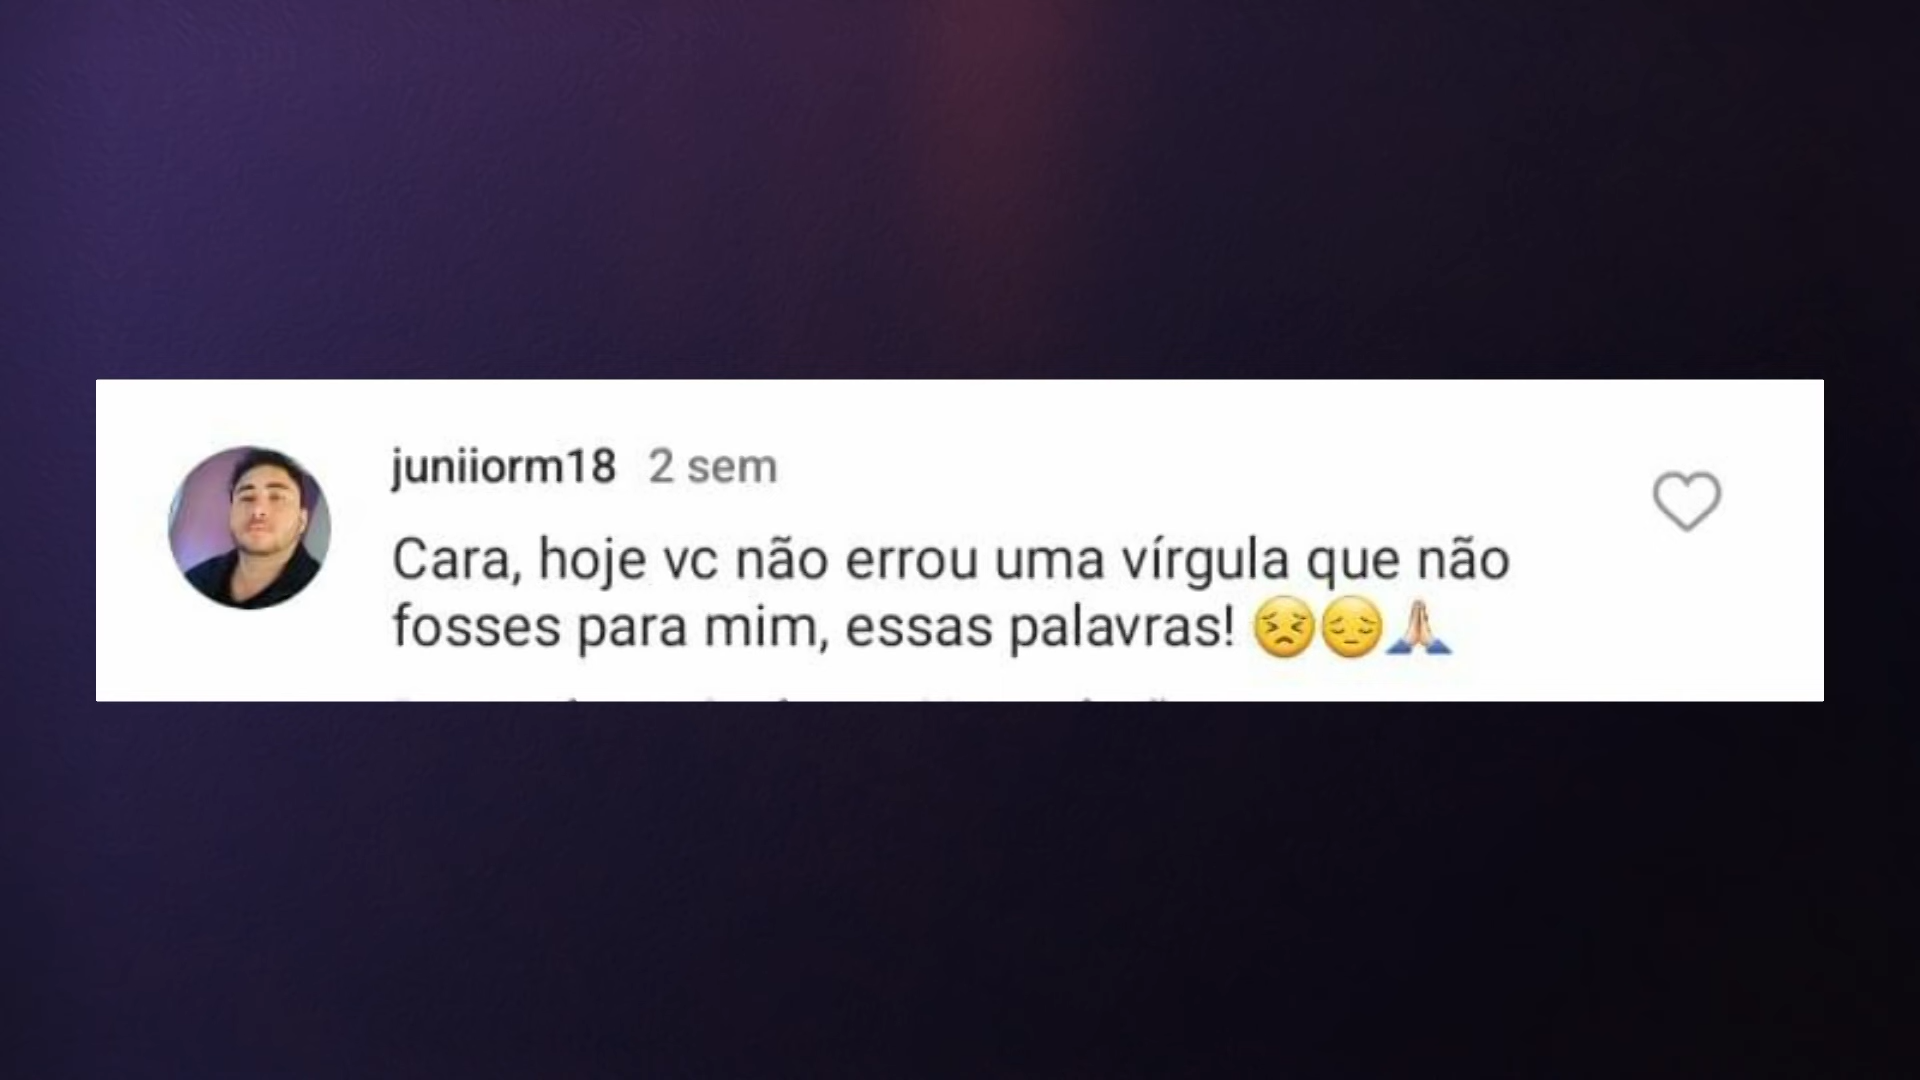 juniiorm18 2 sem
Cara, hoje vc não errou uma vírgula que não
fosses para mim, essas palavras! 😣😔🙏🏻